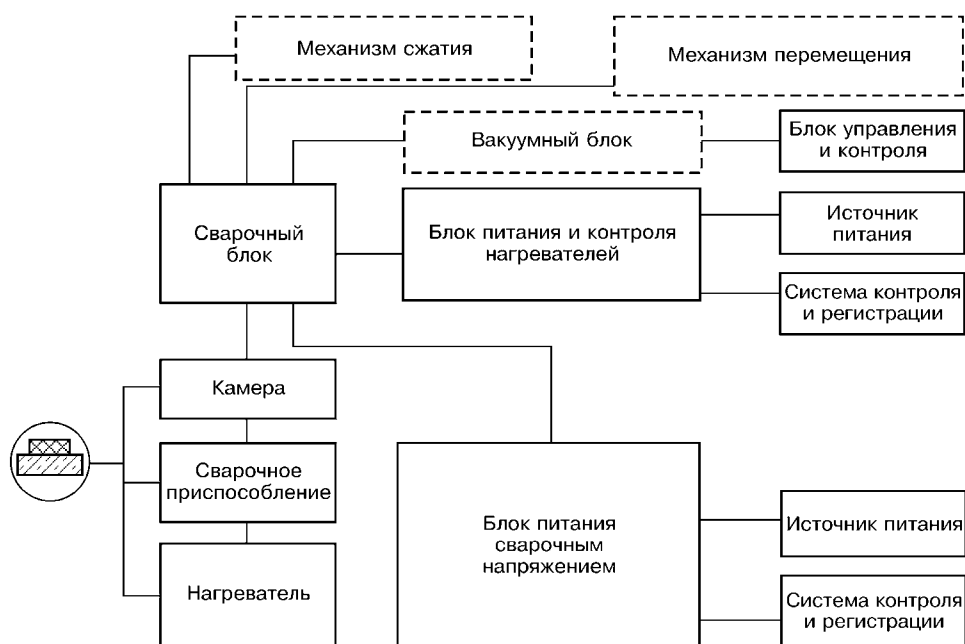 Механизм сжатия
Механизм перемещения
Вакуумный блок
Блок управления
и контроля
Сварочный
блок
Блок питания и контроля
нагревателей
Источник
питания
Система контроля
и регистрации
Камера
Сварочное
приспособление
Нагреватель
Блок питания
сварочным
напряжением
Источник питания
Система контроля
и регистрации